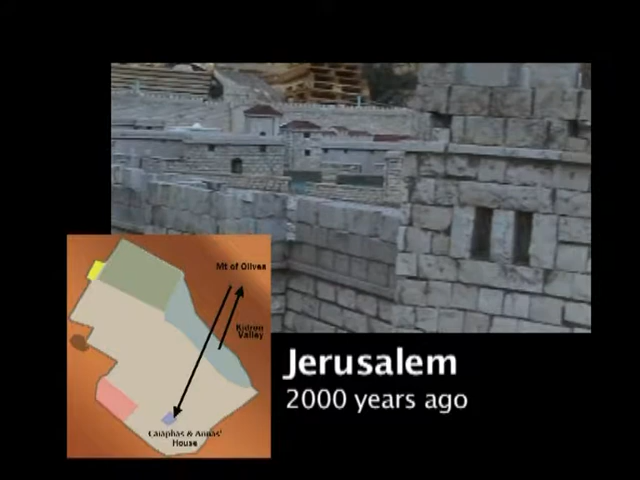 Mt of Olives
Kidron
Valley
Caiaphas & Annas'
House
Jerusalem
2000 years ago